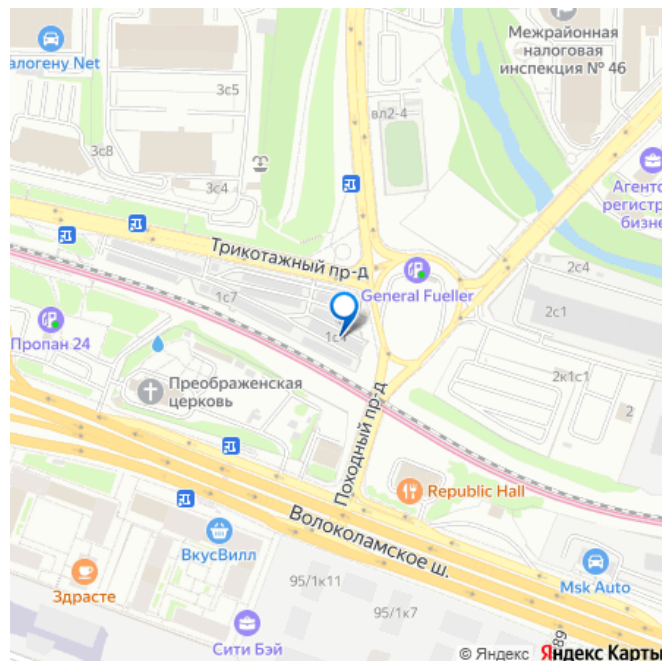 Межрайонная
налоговая
инспекция № 46
алогену Net
3с5
вл2-4
3с8
3с4
Агентс
регистр
бизне
Трикотажный пр-д
General Fueller
2с4
1с7
2с1
Пропан 24
Преображенская
церковь
2к1с1
2
Походный пр-д
Republic Hall
Волоколамское ш.
ВкусВилл
Здрасте
95/1к11
Msk Auto
95/1к7
89
Сити Бэй
© Яндекс Яндекс Карты